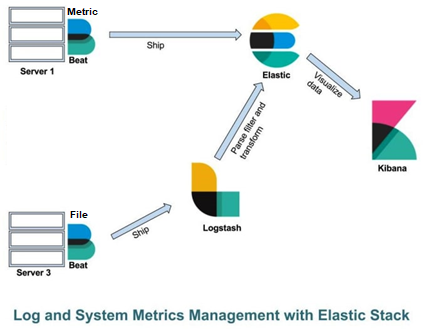 Metric
Beat
Server 1
Ship
Elastic
Visualize
data
Parse filter and
transform
Kibana
File
Beat
Server 3
Ship
Logstash
Log and System Metrics Management with Elastic Stack